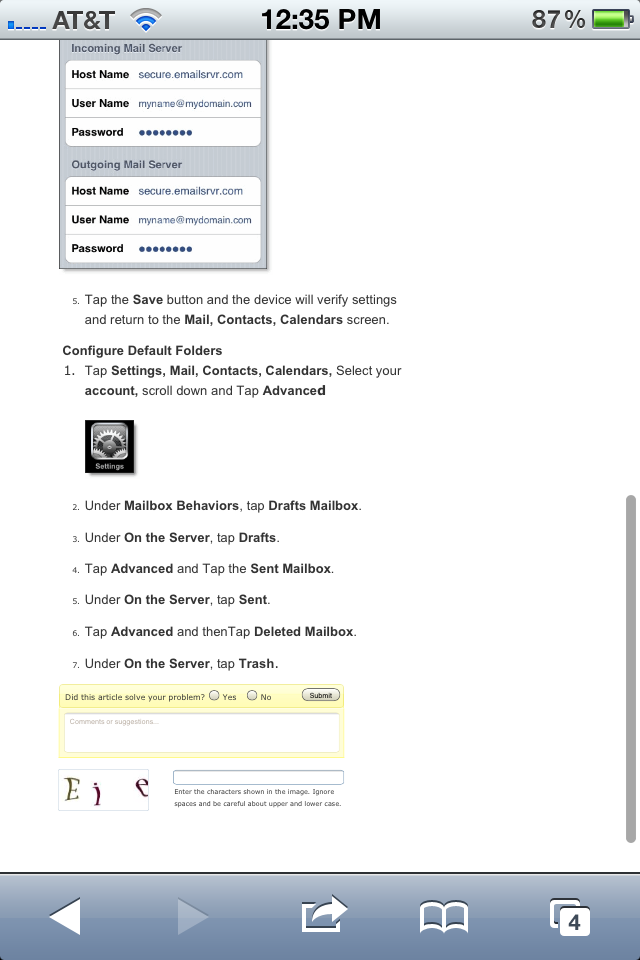 AT&T 12:35 PM 87%
Incoming Mail Server
Host Name secure.emailsrvr.com
User Name myname@mydomain.com
Password ●●●●●●●●
Outgoing Mail Server
Host Name secure.emailsrvr.com
User Name myname@mydomain.com
Password ●●●●●●●●
5. Tap the Save button and the device will verify settings
and return to the Mail, Contacts, Calendars screen.
Configure Default Folders
1. Tap Settings, Mail, Contacts, Calendars, Select your
account, scroll down and Tap Advanced
Settings
2. Under Mailbox Behaviors, tap Drafts Mailbox.
3. Under On the Server, tap Drafts.
4. Tap Advanced and Tap the Sent Mailbox.
5. Under On the Server, tap Sent.
6. Tap Advanced and thenTap Deleted Mailbox.
7. Under On the Server, tap Trash.
Did this article solve your problem? Yes No Submit
Comments or suggestions...
E j e
Enter the characters shown in the image. Ignore
spaces and be careful about upper and lower case.
4